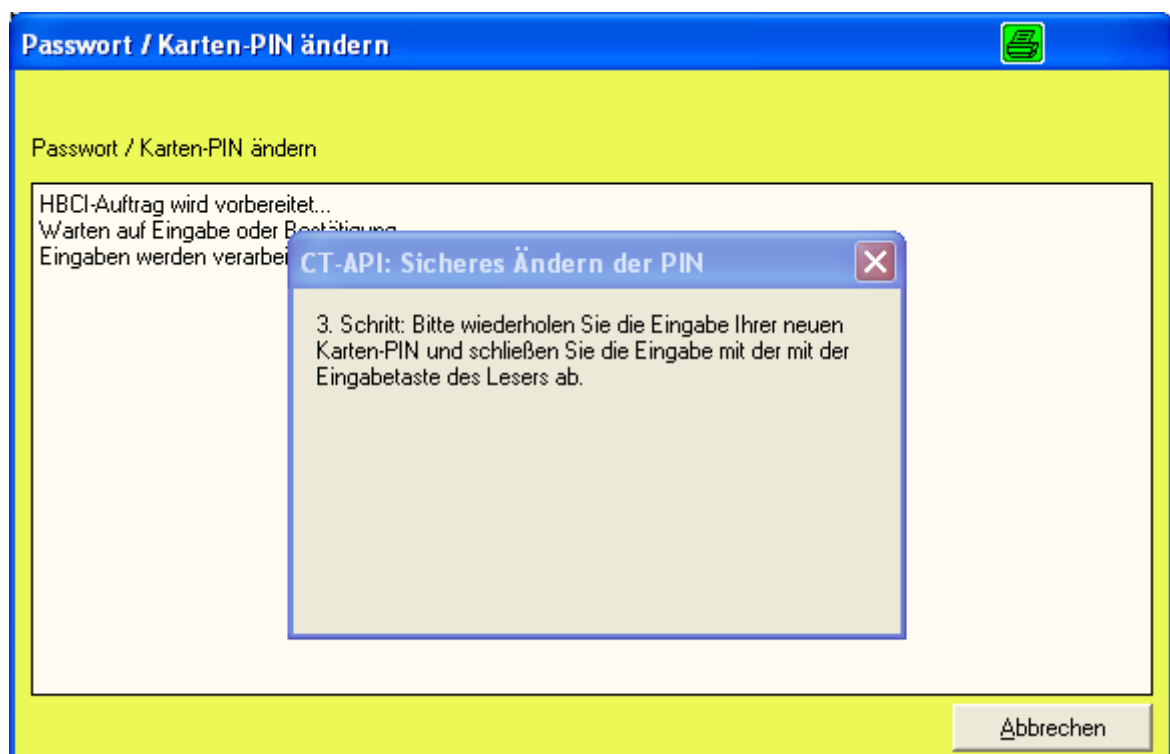 Passwort / Karten-PIN ändern
Passwort / Karten-PIN ändern
HBCI-Auftrag wird vorbereitet...
Warten auf Eingabe oder Bestätigung
Eingaben werden verarbei
CT-API: Sicheres Ändern der PIN
3. Schritt: Bitte wiederholen Sie die Eingabe Ihrer neuen
Karten-PIN und schließen Sie die Eingabe mit der mit der
Eingabetaste des Lesers ab.
Abbrechen